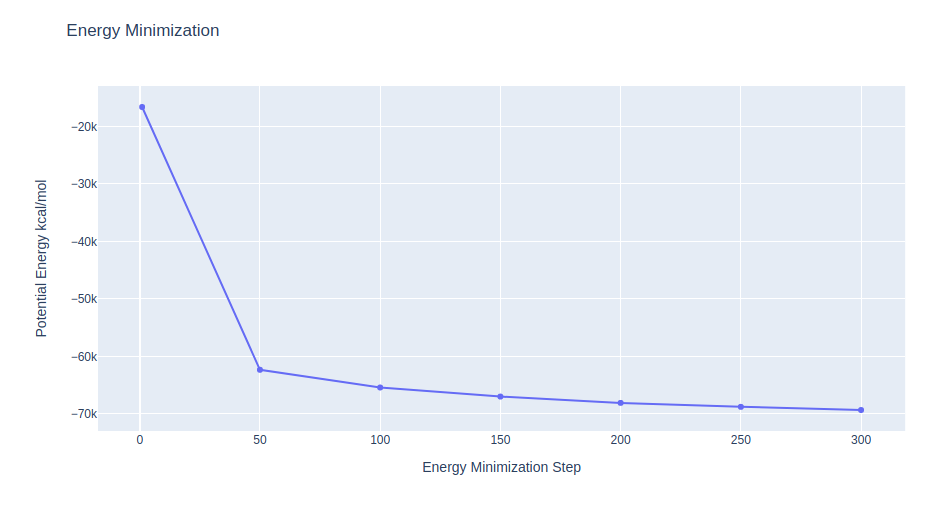 Energy Minimization
−20k
−30k
−40k
−50k
−60k
−70k
Potential Energy kcal/mol
0 50 100 150 200 250 300
Energy Minimization Step